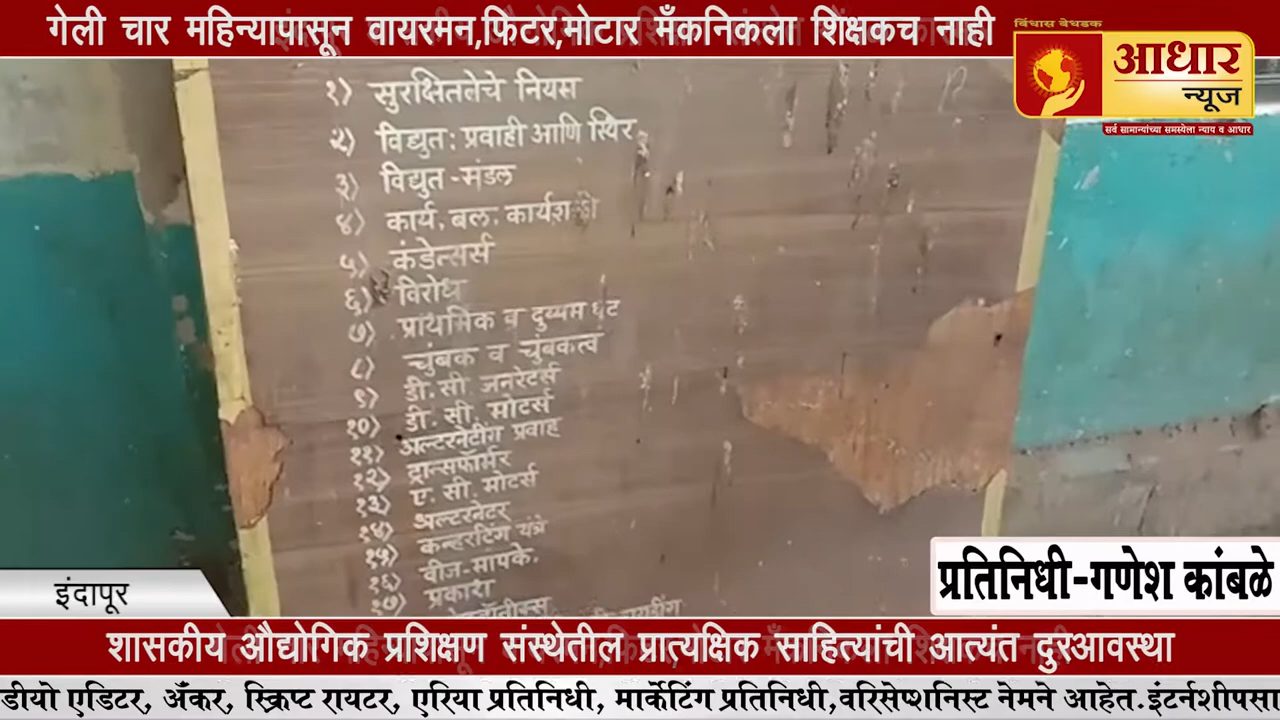 गेली चार महिन्यापासून वायरमन,फिटर,मोटार मँकनिकला शिक्षकच नाही
बिंधास बेधडक
आधार
न्यूज
सर्व सामान्यांच्या समस्येला न्याय व आधार
१) सुरक्षिततेचे नियम
२) विद्युत: प्रवाही आणि स्थिर
३) विद्युत-मंडल
४) कार्य. बल. कार्यशक्ती
५) कंडेन्सर्स
६) विरोध
७) प्राथमिक व दुय्यम घट
८) चुंबक व चुंबकत्व
९) डी.सी जनरेटर्स
१०) डी.सी. मोटर्स
११) अल्टरनेटींग प्रवाह
१२) ट्रान्सफॉर्मर
१३) ए.सी. मोटर्स
१४) अल्टरनेटर
१५) कन्व्हरटिंग यंत्रे
१६) वीज-मापके.
१७) प्रकाश
प्रतिनिधी-गणेश कांबळे
इंदापूर
शासकीय औद्योगिक प्रशिक्षण संस्थेतील प्रात्यक्षिक साहित्यांची आत्यंत दुरआवस्था
डीयो एडिटर, अँकर, स्क्रिप्ट रायटर, एरिया प्रतिनिधी, मार्केटिंग प्रतिनिधी,वरिसेप्शनिस्ट नेमने आहेत.इंटर्नशीपसा